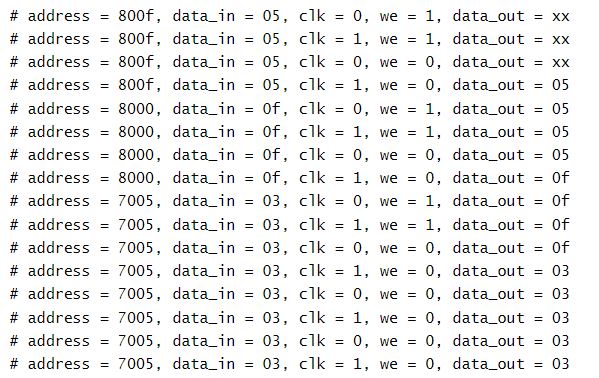 # address = 800f, data_in = 05, clk = 0, we = 1, data_out = xx
# address = 800f, data_in = 05, clk = 1, we = 1, data_out = xx
# address = 800f, data_in = 05, clk = 0, we = 0, data_out = xx
# address = 800f, data_in = 05, clk = 1, we = 0, data_out = 05
# address = 8000, data_in = 0f, clk = 0, we = 1, data_out = 05
# address = 8000, data_in = 0f, clk = 1, we = 1, data_out = 05
# address = 8000, data_in = 0f, clk = 0, we = 0, data_out = 05
# address = 8000, data_in = 0f, clk = 1, we = 0, data_out = 0f
# address = 7005, data_in = 03, clk = 0, we = 1, data_out = 0f
# address = 7005, data_in = 03, clk = 1, we = 1, data_out = 0f
# address = 7005, data_in = 03, clk = 0, we = 0, data_out = 0f
# address = 7005, data_in = 03, clk = 1, we = 0, data_out = 03
# address = 7005, data_in = 03, clk = 0, we = 0, data_out = 03
# address = 7005, data_in = 03, clk = 1, we = 0, data_out = 03
# address = 7005, data_in = 03, clk = 0, we = 0, data_out = 03
# address = 7005, data_in = 03, clk = 1, we = 0, data_out = 03